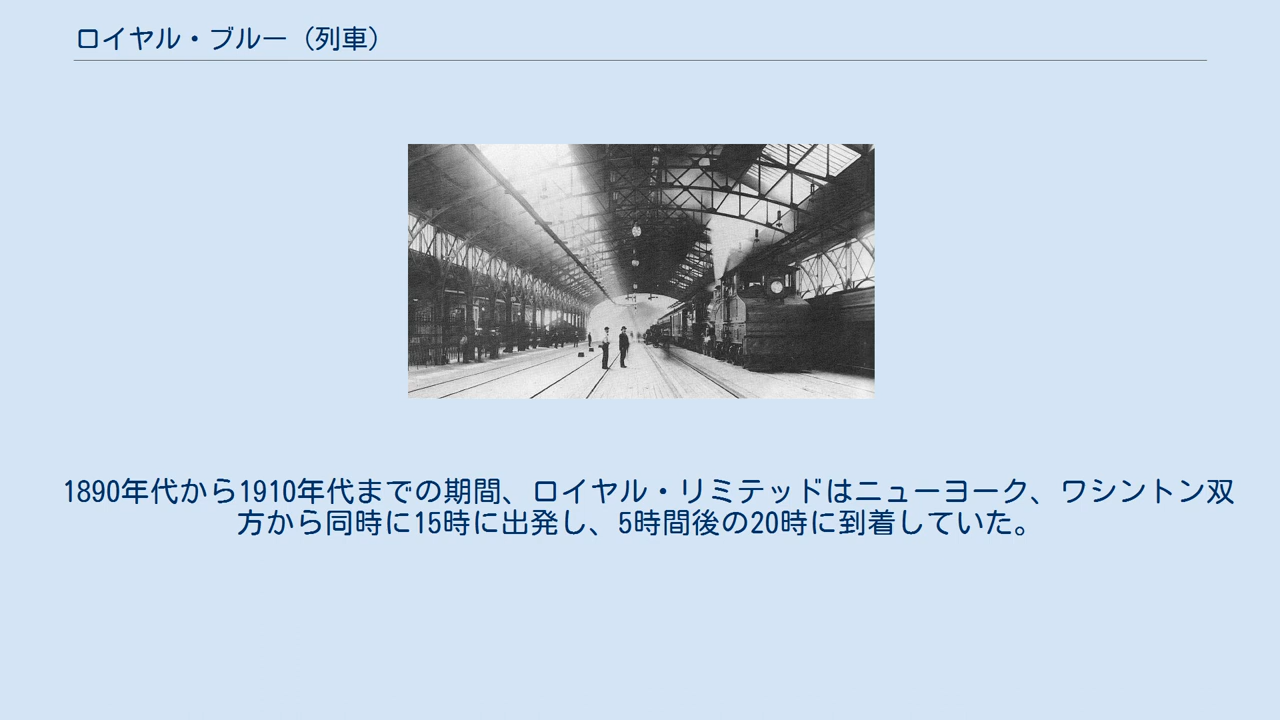 ロイヤル・ブルー（列車）
1890年代から1910年代までの期間、ロイヤル・リミテッドはニューヨーク、ワシントン双
方から同時に15時に出発し、5時間後の20時に到着していた。